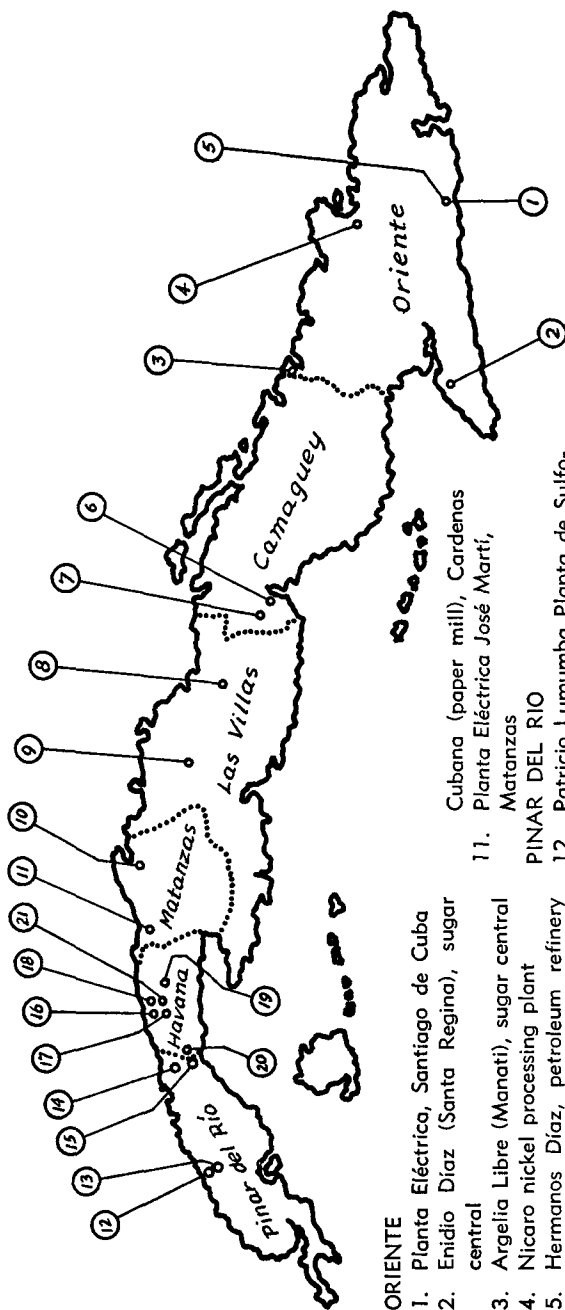 12
13
14
15
16
17
18
21
11
10
9
8
7
6
3
4
5
20
19
2
1
Pinar del Río
Havana
Matanzas
Las Villas
Camaguey
Oriente
ORIENTE
1. Planta Eléctrica, Santiago de Cuba
2. Enidio Díaz (Santa Regina), sugar
central
3. Argelia Libre (Manati), sugar central
4. Nicaro nickel processing plant
5. Hermanos Díaz, petroleum refinery
Cubana (paper mill), Cardenas
11. Planta Eléctrica José Martí,
Matanzas
PINAR DEL RIO
12. Patricio Lumumba Planta de Sulfo-